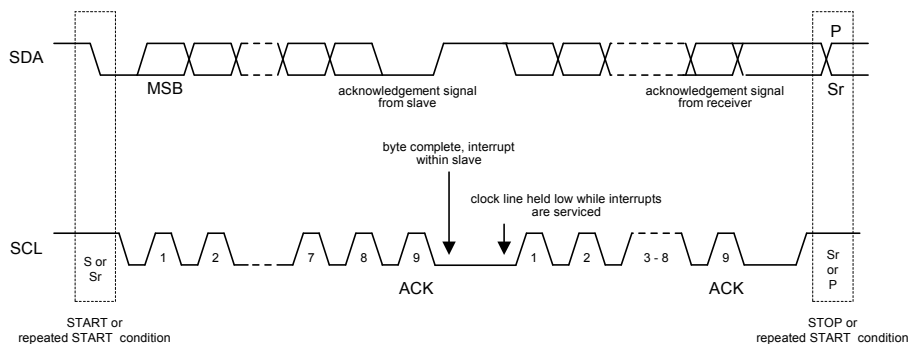 P
SDA
MSB
Sr
acknowledgement signal
from slave
acknowledgement signal
from receiver
byte complete, interrupt
within slave
clock line held low while interrupts
are serviced
SCL
S or
Sr
1
2
7
8
9
1
2
3 - 8
9
Sr
or
P
ACK
ACK
START or
repeated START condition
STOP or
repeated START condition